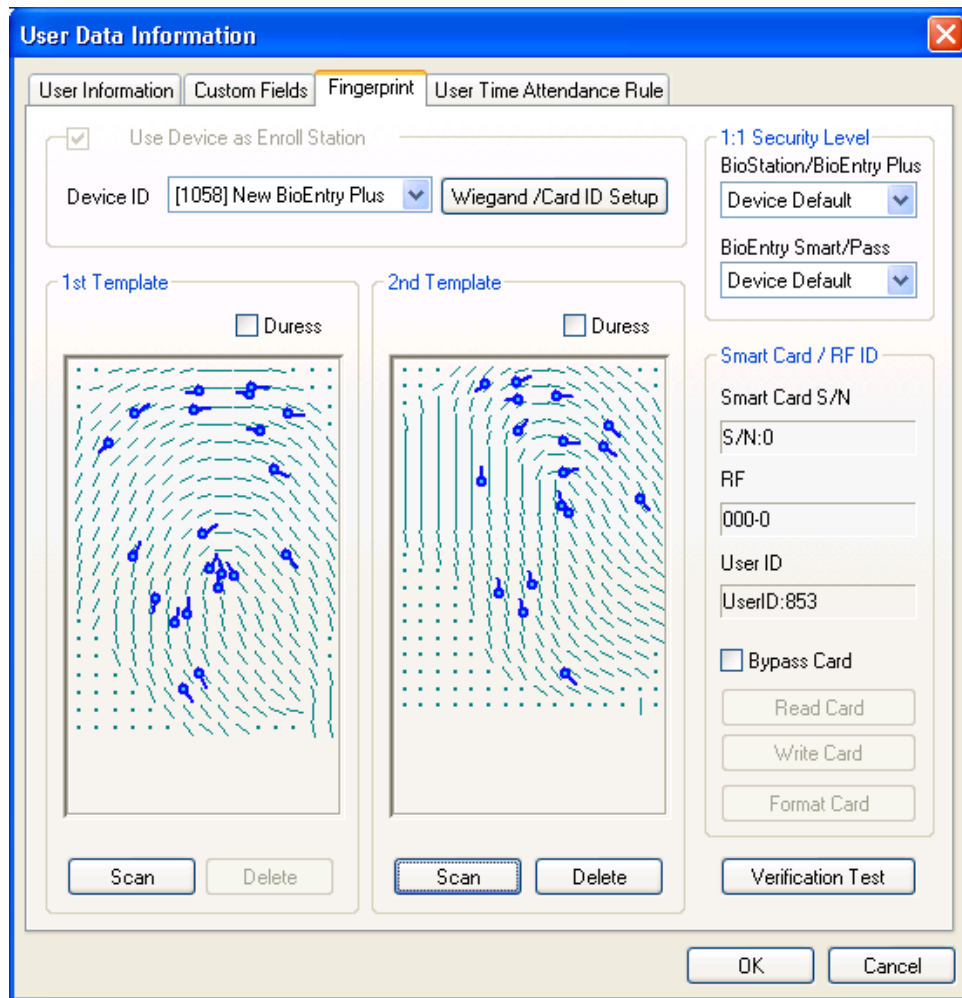 User Data Information
User Information Custom Fields Fingerprint User Time Attendance Rule
Use Device as Enroll Station
Device ID [1058] New BioEntry Plus Wiegand /Card ID Setup
1:1 Security Level
BioStation/BioEntry Plus
Device Default
BioEntry Smart/Pass
Device Default
1st Template
Duress
Scan Delete
2nd Template
Duress
Scan Delete
Smart Card / RF ID
Smart Card S/N
S/N:0
RF
000-0
User ID
UserID:853
Bypass Card
Read Card
Write Card
Format Card
Verification Test
OK Cancel